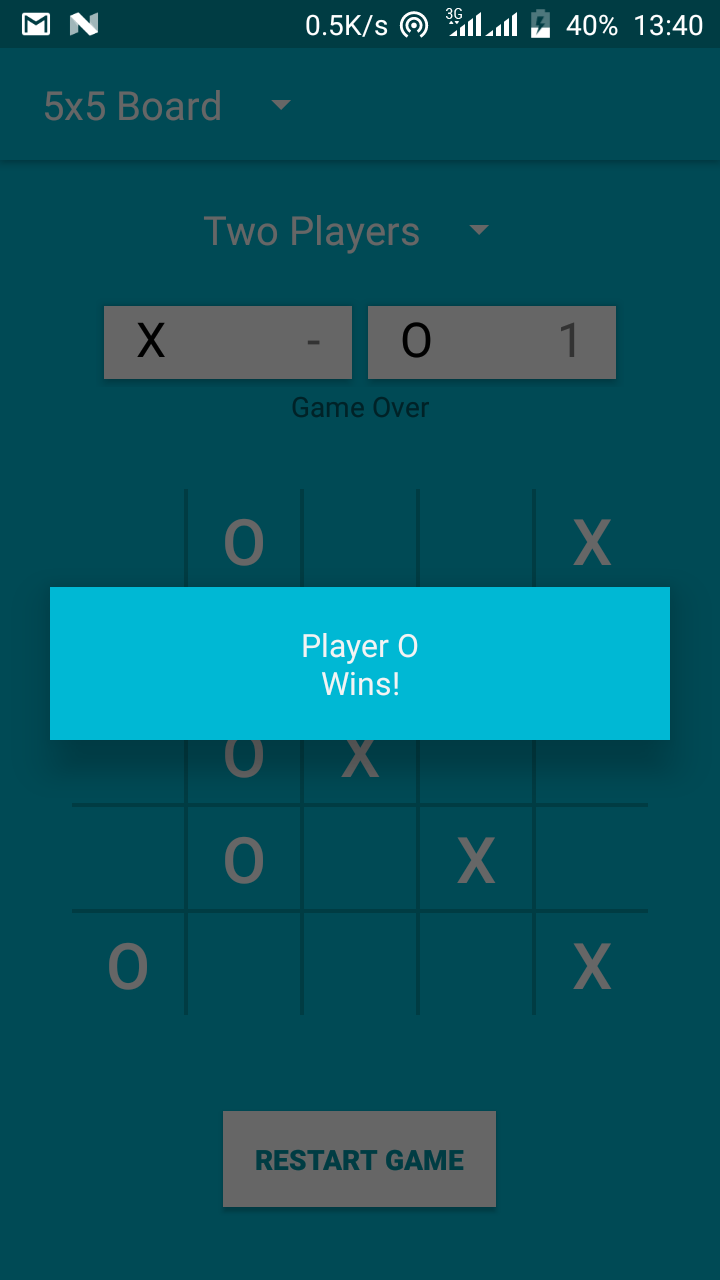 0.5K/s 3G 40% 13:40
5x5 Board
Two Players
X - O 1
Game Over
O X
Player O
Wins!
O X
O X
O X
RESTART GAME